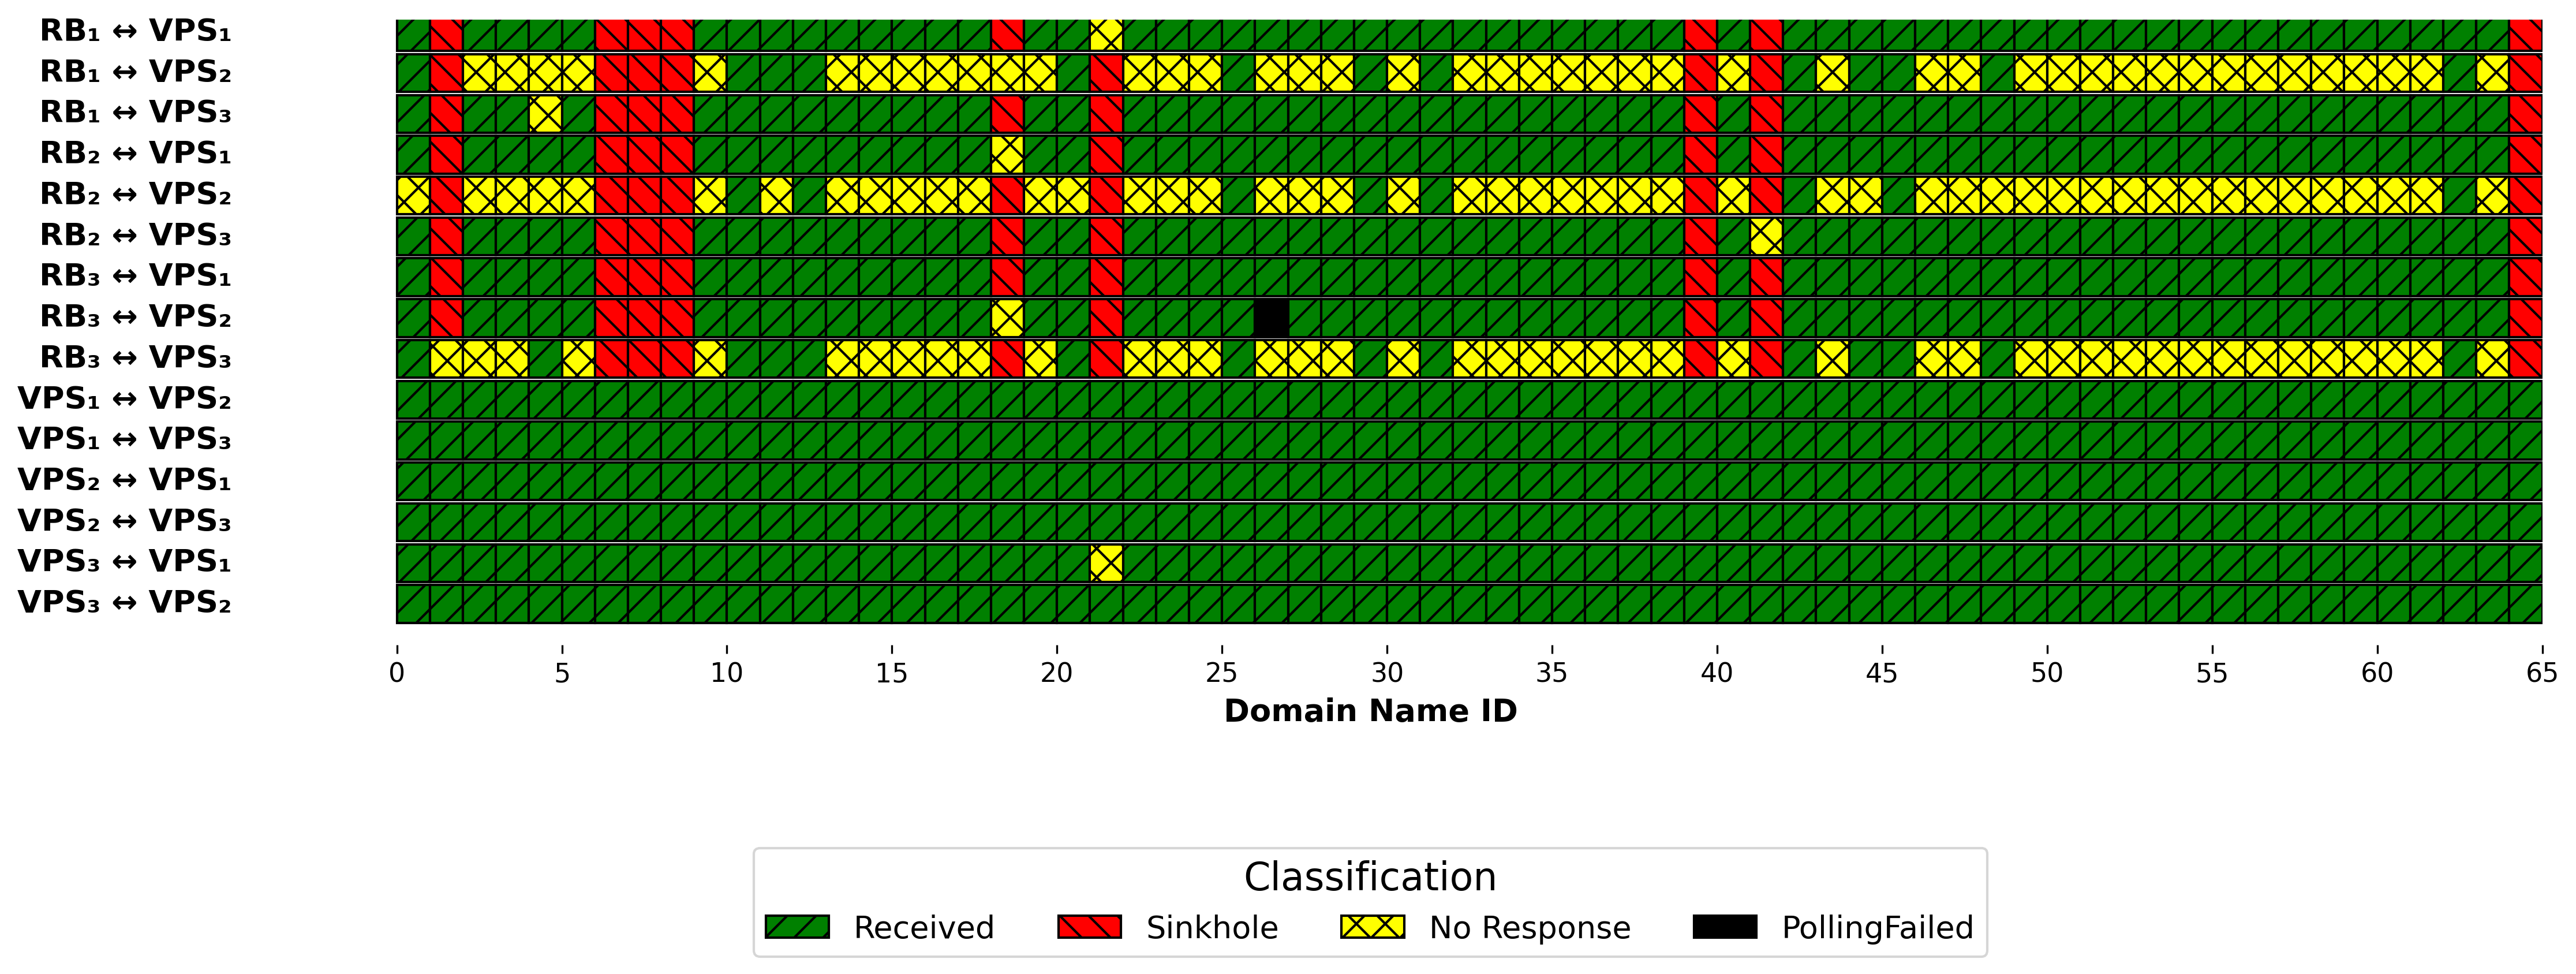 RB₁ ↔ VPS₁
RB₁ ↔ VPS₂
RB₁ ↔ VPS₃
RB₂ ↔ VPS₁
RB₂ ↔ VPS₂
RB₂ ↔ VPS₃
RB₃ ↔ VPS₁
RB₃ ↔ VPS₂
RB₃ ↔ VPS₃
VPS₁ ↔ VPS₂
VPS₁ ↔ VPS₃
VPS₂ ↔ VPS₁
VPS₂ ↔ VPS₃
VPS₃ ↔ VPS₁
VPS₃ ↔ VPS₂
0 5 10 15 20 25 30 35 40 45 50 55 60 65
Domain Name ID
Classification
Received Sinkhole No Response PollingFailed